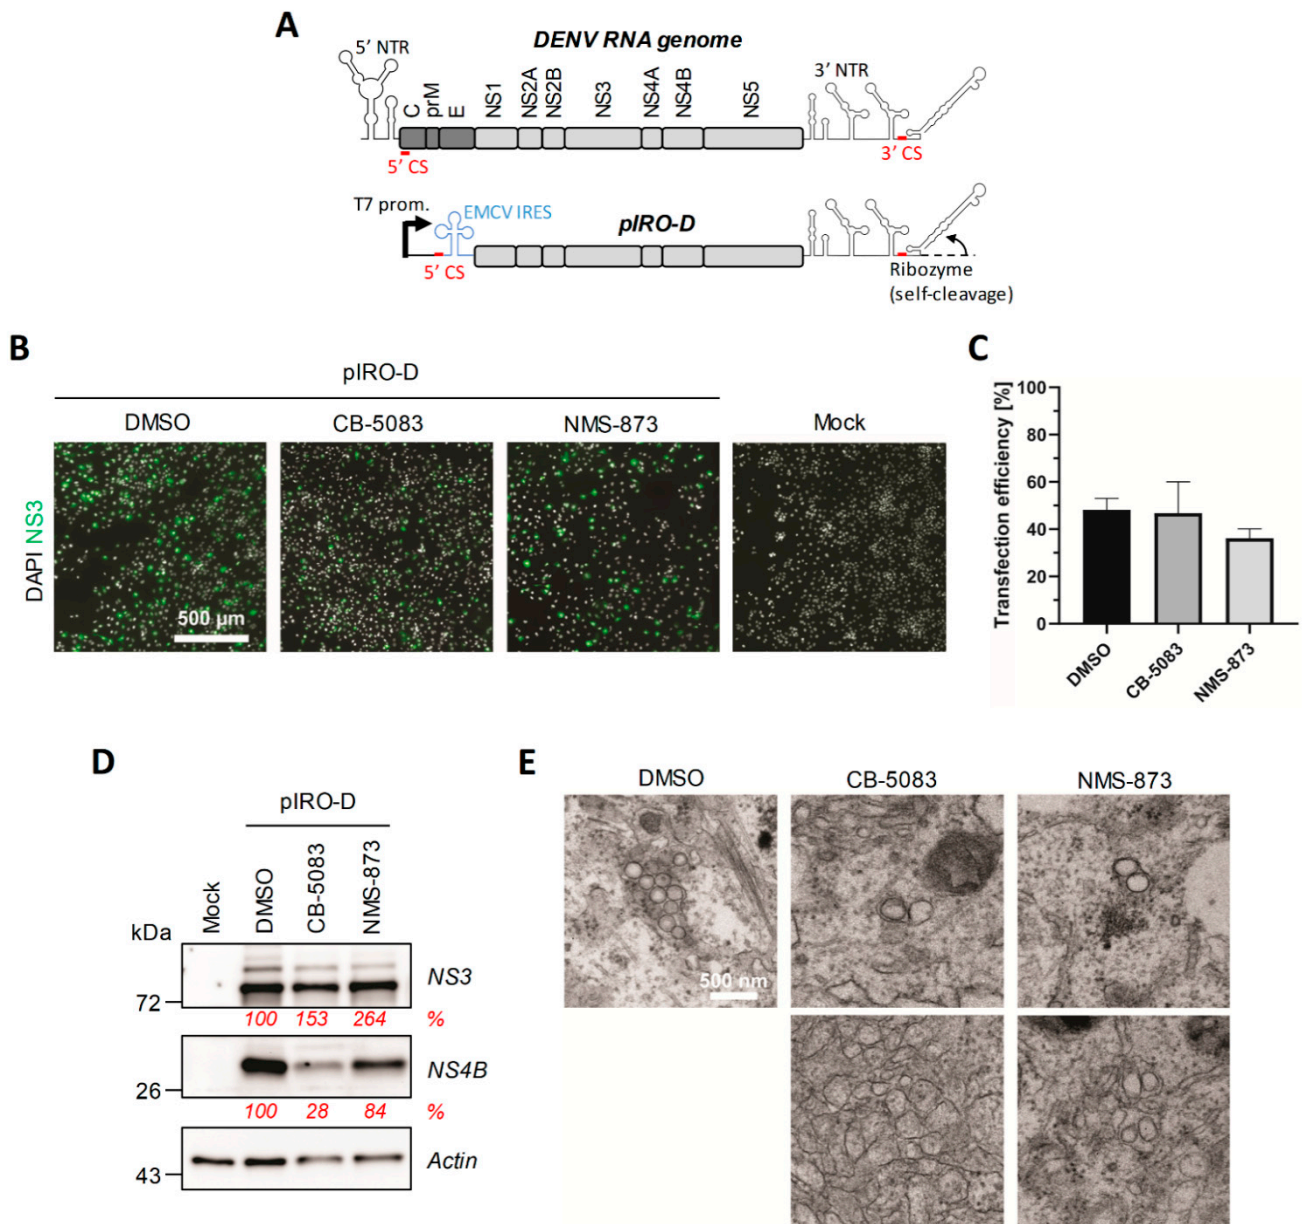 A
DENV RNA genome
5’ NTR
C
prM
E
NS1
NS2A
NS2B
NS3
NS4A
NS4B
NS5
3’ NTR
5’ CS
3’ CS
T7 prom.
EMCV IRES
pIRO-D
5’ CS
Ribozyme
(self-cleavage)
B
pIRO-D
DMSO
CB-5083
NMS-873
Mock
DAPI NS3
500 µm
C
Transfection efficiency [%]
100
80
60
40
20
0
DMSO
CB-5083
NMS-873
D
pIRO-D
Mock
DMSO
CB-5083
NMS-873
kDa
72
NS3
100 153 264 %
26
NS4B
100 28 84 %
43
Actin
E
DMSO
CB-5083
NMS-873
500 nm